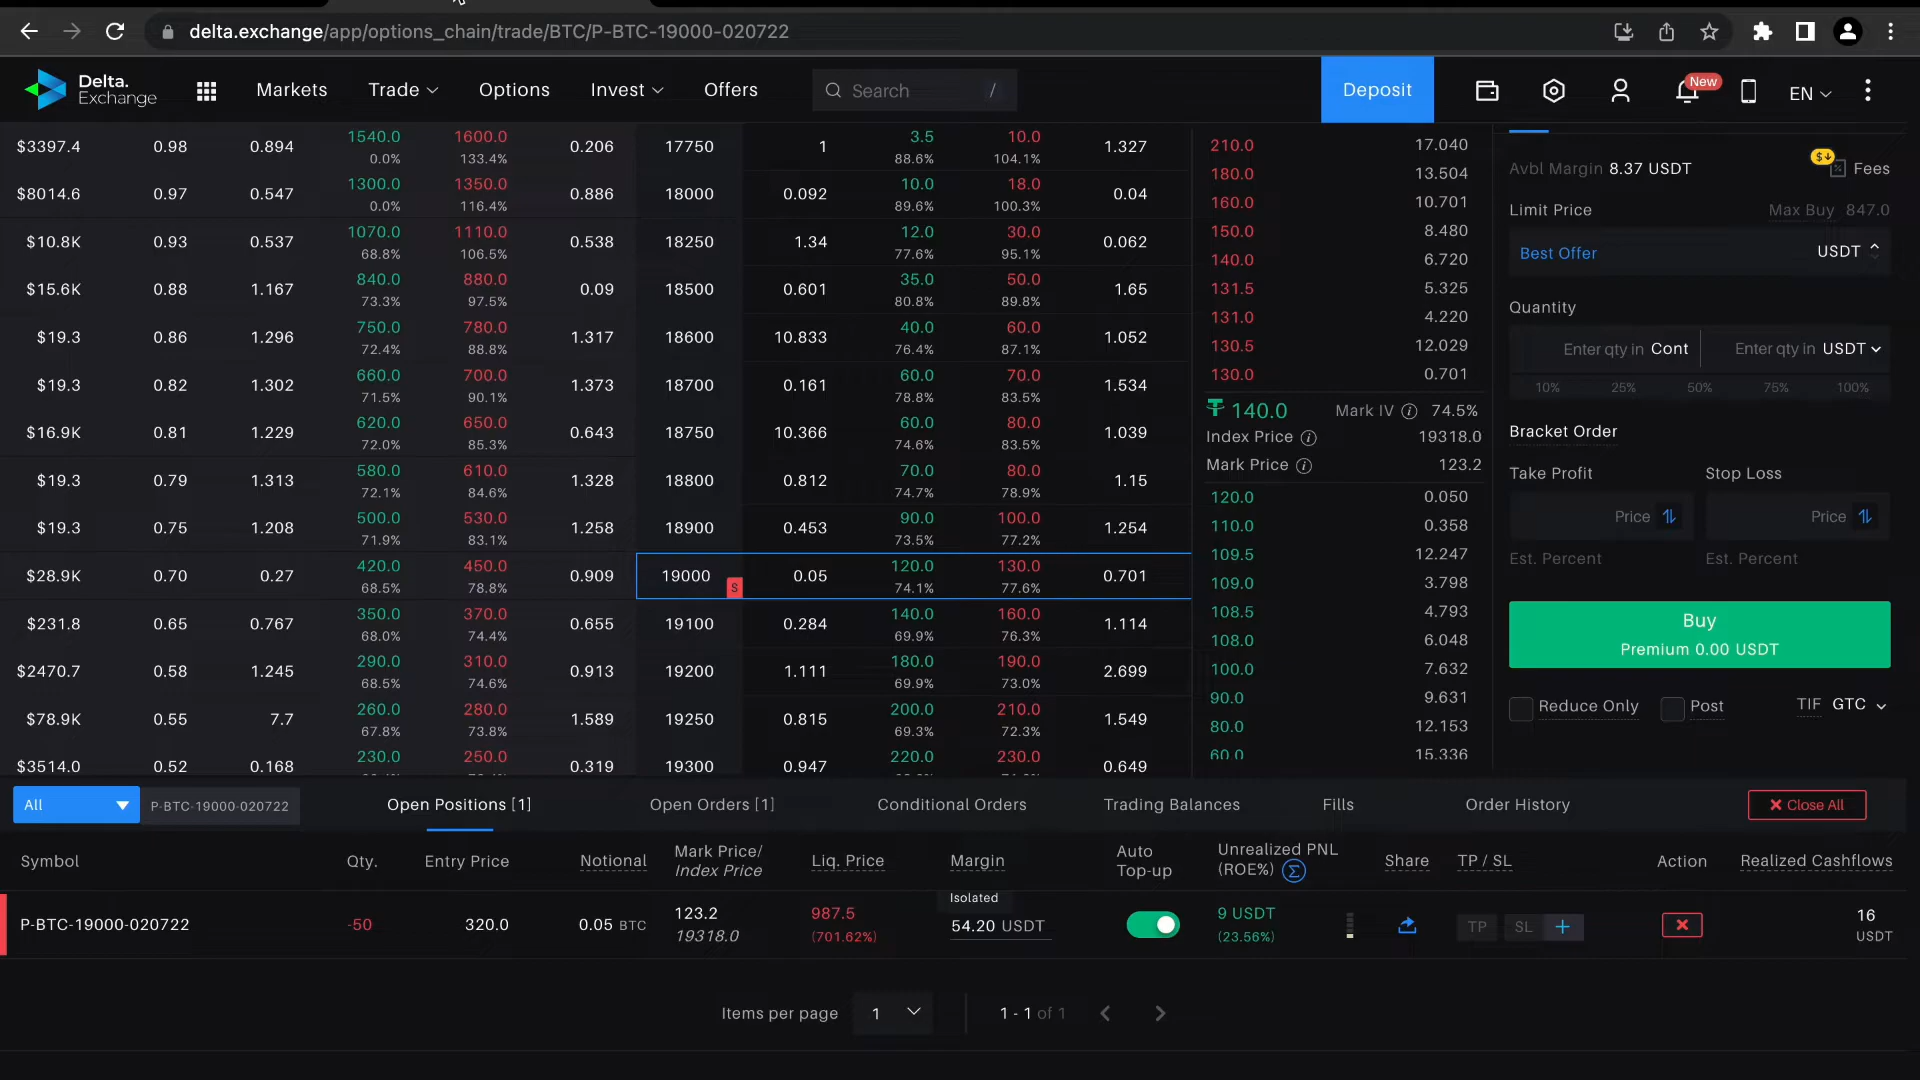 delta.exchange/app/options_chain/trade/BTC/P-BTC-19000-020722
Delta. Exchange Markets Trade Options Invest Offers Search / Deposit New EN
$3397.4 0.98 0.894 1540.0 0.0% 1600.0 133.4% 0.206 17750 1 3.5 88.6% 10.0 104.1% 1.327
$8014.6 0.97 0.547 1300.0 0.0% 1350.0 116.4% 0.886 18000 0.092 10.0 89.6% 18.0 100.3% 0.04
$10.8K 0.93 0.537 1070.0 68.8% 1110.0 106.5% 0.538 18250 1.34 12.0 77.6% 30.0 95.1% 0.062
$15.6K 0.88 1.167 840.0 73.3% 880.0 97.5% 0.09 18500 0.601 35.0 80.8% 50.0 89.8% 1.65
$19.3 0.86 1.296 750.0 72.4% 780.0 88.8% 1.317 18600 10.833 40.0 76.4% 60.0 87.1% 1.052
$19.3 0.82 1.302 660.0 71.5% 700.0 90.1% 1.373 18700 0.161 60.0 78.8% 70.0 83.5% 1.534
$16.9K 0.81 1.229 620.0 72.0% 650.0 85.3% 0.643 18750 10.366 60.0 74.6% 80.0 83.5% 1.039
$19.3 0.79 1.313 580.0 72.1% 610.0 84.6% 1.328 18800 0.812 70.0 74.7% 80.0 78.9% 1.15
$19.3 0.75 1.208 500.0 71.9% 530.0 83.1% 1.258 18900 0.453 90.0 73.5% 100.0 77.2% 1.254
$28.9K 0.70 0.27 420.0 68.5% 450.0 78.8% 0.909 19000 S 0.05 120.0 74.1% 130.0 77.6% 0.701
$231.8 0.65 0.767 350.0 68.0% 370.0 74.4% 0.655 19100 0.284 140.0 69.9% 160.0 76.3% 1.114
$2470.7 0.58 1.245 290.0 68.5% 310.0 74.6% 0.913 19200 1.111 180.0 69.9% 190.0 73.0% 2.699
$78.9K 0.55 7.7 260.0 67.8% 280.0 73.8% 1.589 19250 0.815 200.0 69.3% 210.0 72.3% 1.549
$3514.0 0.52 0.168 230.0 250.0 0.319 19300 0.947 220.0 230.0 0.649
210.0 17.040
180.0 13.504
160.0 10.701
150.0 8.480
140.0 6.720
131.5 5.325
131.0 4.220
130.5 12.029
130.0 0.701
140.0 Mark IV 74.5%
Index Price 19318.0
Mark Price 123.2
120.0 0.050
110.0 0.358
109.5 12.247
109.0 3.798
108.5 4.793
108.0 6.048
100.0 7.632
90.0 9.631
80.0 12.153
60.0 15.336
Avbl Margin 8.37 USDT Fees
Limit Price Max Buy 847.0
Best Offer USDT
Quantity
Enter qty in Cont Enter qty in USDT
10% 25% 50% 75% 100%
Bracket Order
Take Profit Stop Loss
Price Price
Est. Percent Est. Percent
Buy
Premium 0.00 USDT
Reduce Only Post TIF GTC
All P-BTC-19000-020722 Open Positions [1] Open Orders [1] Conditional Orders Trading Balances Fills Order History Close All
Symbol Qty. Entry Price Notional Mark Price/ Index Price Liq. Price Margin Auto Top-up Unrealized PNL (ROE%) Share TP / SL Action Realized Cashflows
P-BTC-19000-020722 -50 320.0 0.05 BTC 123.2 19318.0 987.5 (701.62%) Isolated 54.20 USDT 9 USDT (23.56%) TP SL + 16 USDT
Items per page 1 1 - 1 of 1